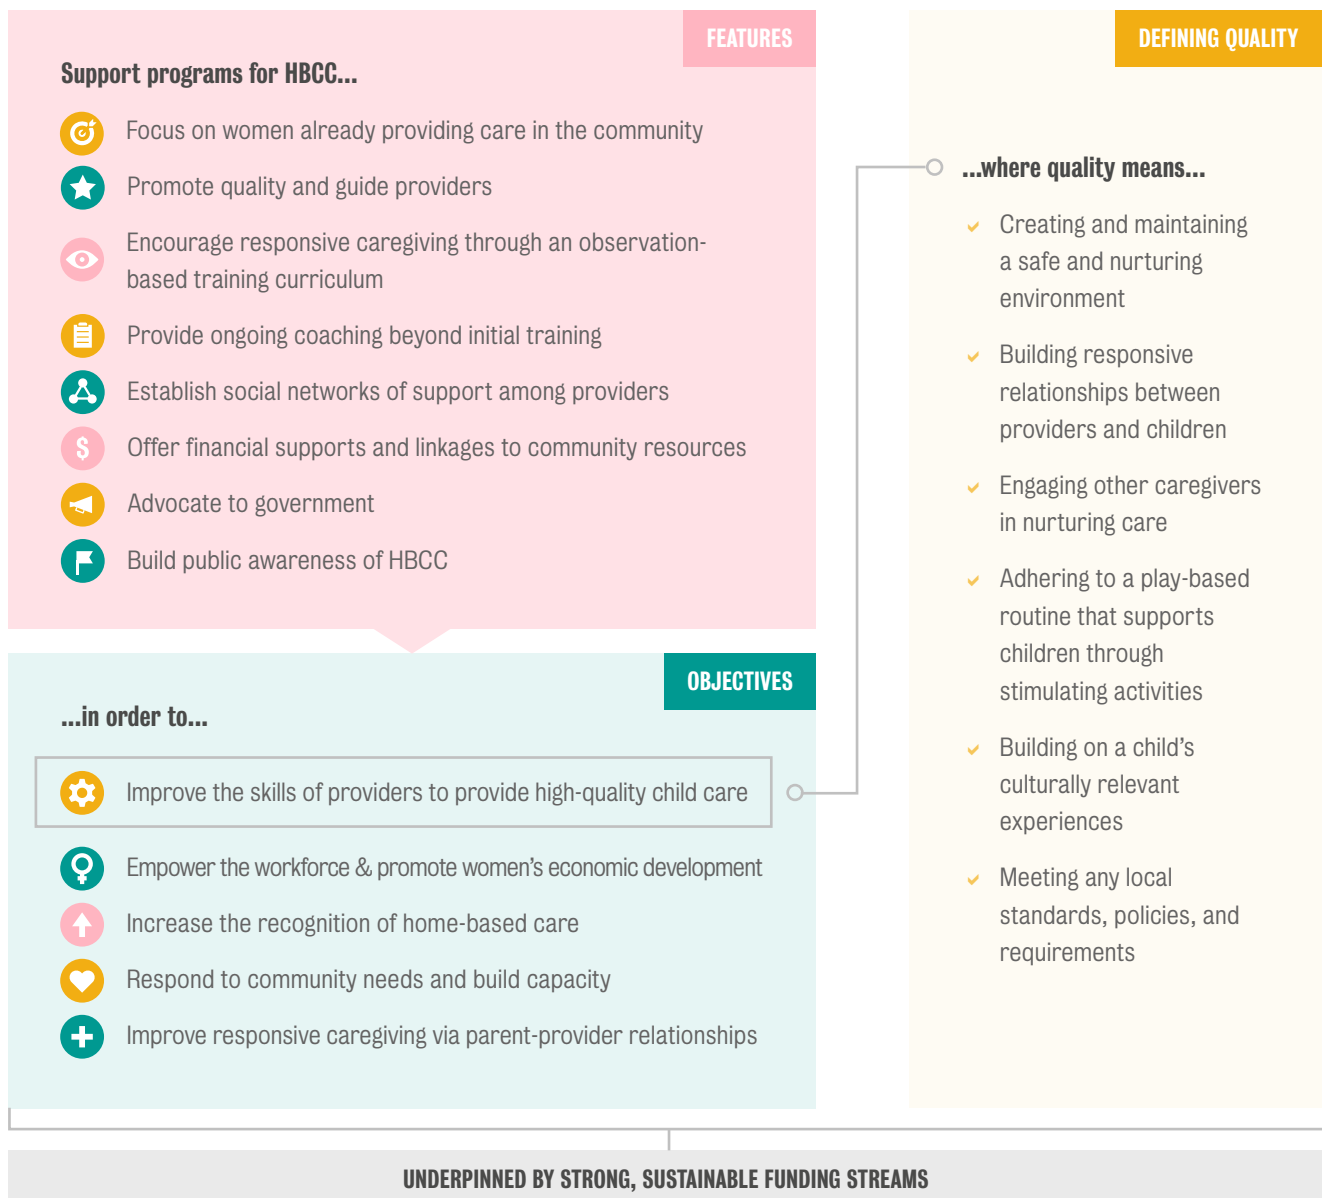 FEATURES
Support programs for HBCC...
Focus on women already providing care in the community
Promote quality and guide providers
Encourage responsive caregiving through an observation-
based training curriculum
Provide ongoing coaching beyond initial training
Establish social networks of support among providers
$
Offer financial supports and linkages to community resources
Advocate to government
Build public awareness of HBCC
OBJECTIVES
...in order to...
Improve the skills of providers to provide high-quality child care
Empower the workforce & promote women’s economic development
Increase the recognition of home-based care
Respond to community needs and build capacity
Improve responsive caregiving via parent-provider relationships
DEFINING QUALITY
...where quality means...
Creating and maintaining
a safe and nurturing
environment
Building responsive
relationships between
providers and children
Engaging other caregivers
in nurturing care
Adhering to a play-based
routine that supports
children through
stimulating activities
Building on a child’s
culturally relevant
experiences
Meeting any local
standards, policies, and
requirements
UNDERPINNED BY STRONG, SUSTAINABLE FUNDING STREAMS